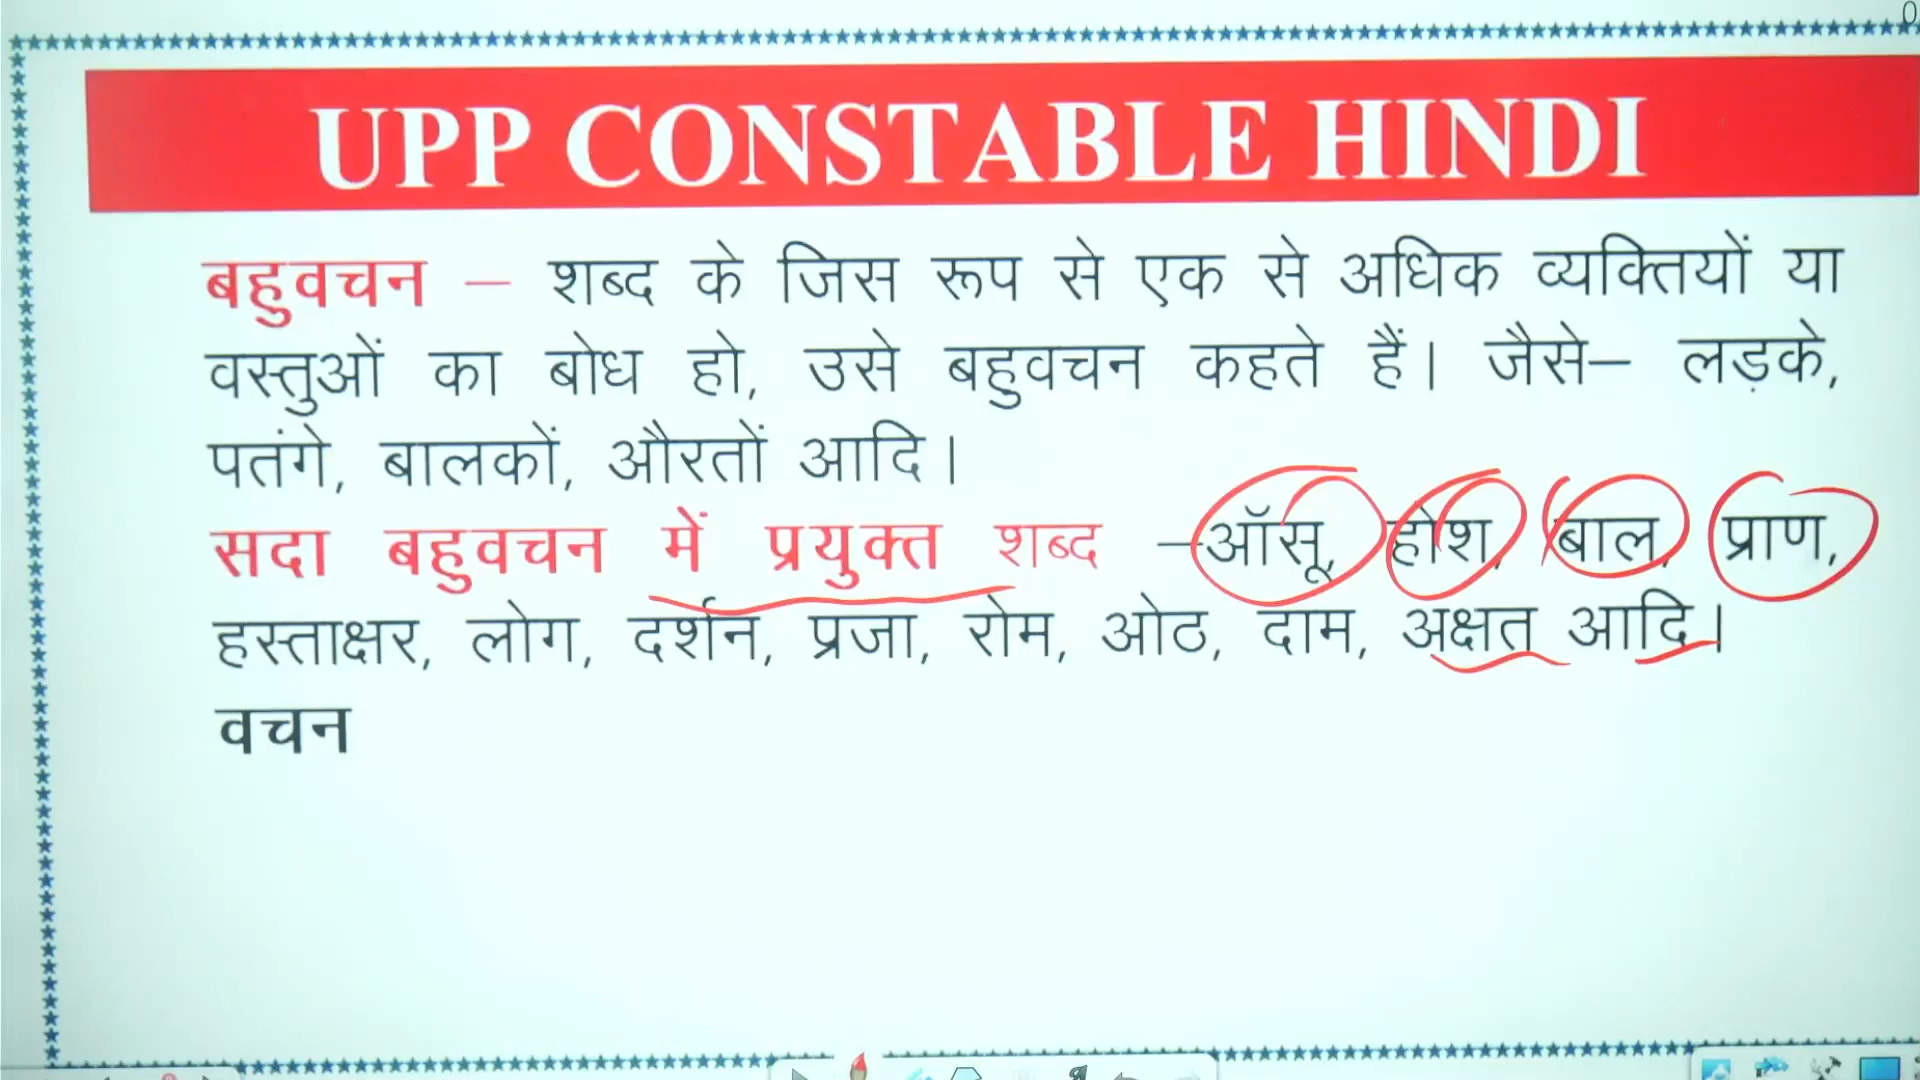 UPP CONSTABLE HINDI
बहुवचन – शब्द के जिस रूप से एक से अधिक व्यक्तियों या
वस्तुओं का बोध हो, उसे बहुवचन कहते हैं। जैसे– लड़के,
पतंगे, बालकों, औरतों आदि।
सदा बहुवचन में प्रयुक्त शब्द –ऑसू, होश, बाल, प्राण,
हस्ताक्षर, लोग, दर्शन, प्रजा, रोम, ओठ, दाम, अक्षत आदि।
वचन